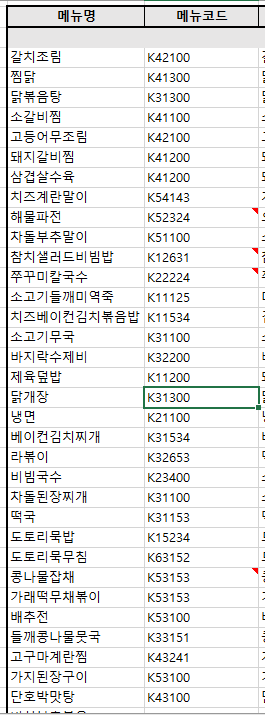 메뉴명 메뉴코드
갈치조림 K42100
찜닭 K41300
닭볶음탕 K31300
소갈비찜 K41100
고등어무조림 K42100
돼지갈비찜 K41200
삼겹살수육 K41200
치즈계란말이 K54143
해물파전 K52324
차돌부추말이 K51100
참치샐러드비빔밥 K12631
쭈꾸미칼국수 K22224
소고기들깨미역죽 K11125
치즈베이컨김치볶음밥 K11534
소고기무국 K31100
바지락수제비 K32200
제육덮밥 K11200
닭개장 K31300
냉면 K21100
베이컨김치찌개 K31534
라볶이 K32653
비빔국수 K23400
차돌된장찌개 K31100
떡국 K31153
도토리묵밥 K15234
도토리묵무침 K63152
콩나물잡채 K53153
가래떡무채볶이 K53153
배추전 K53100
들깨콩나물뭇국 K33151
고구마계란찜 K43241
가지된장구이 K53100
단호박맛탕 K43100